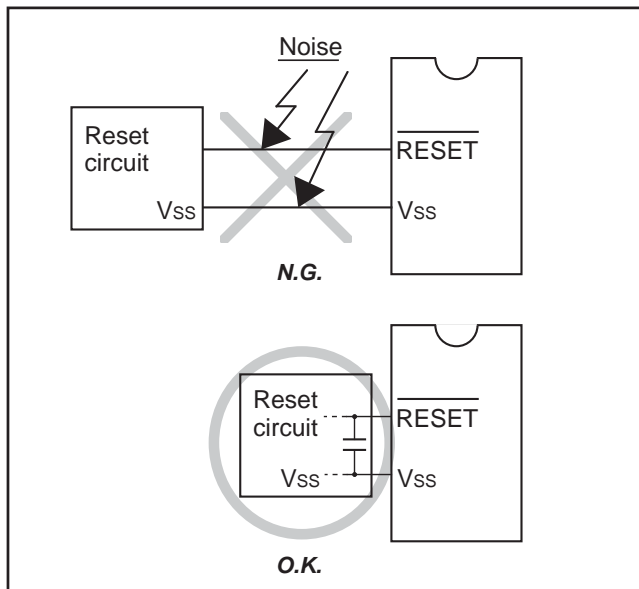 Noise
Reset
circuit
RESET
Vss
Vss
N.G.
Reset
circuit
RESET
Vss
Vss
O.K.